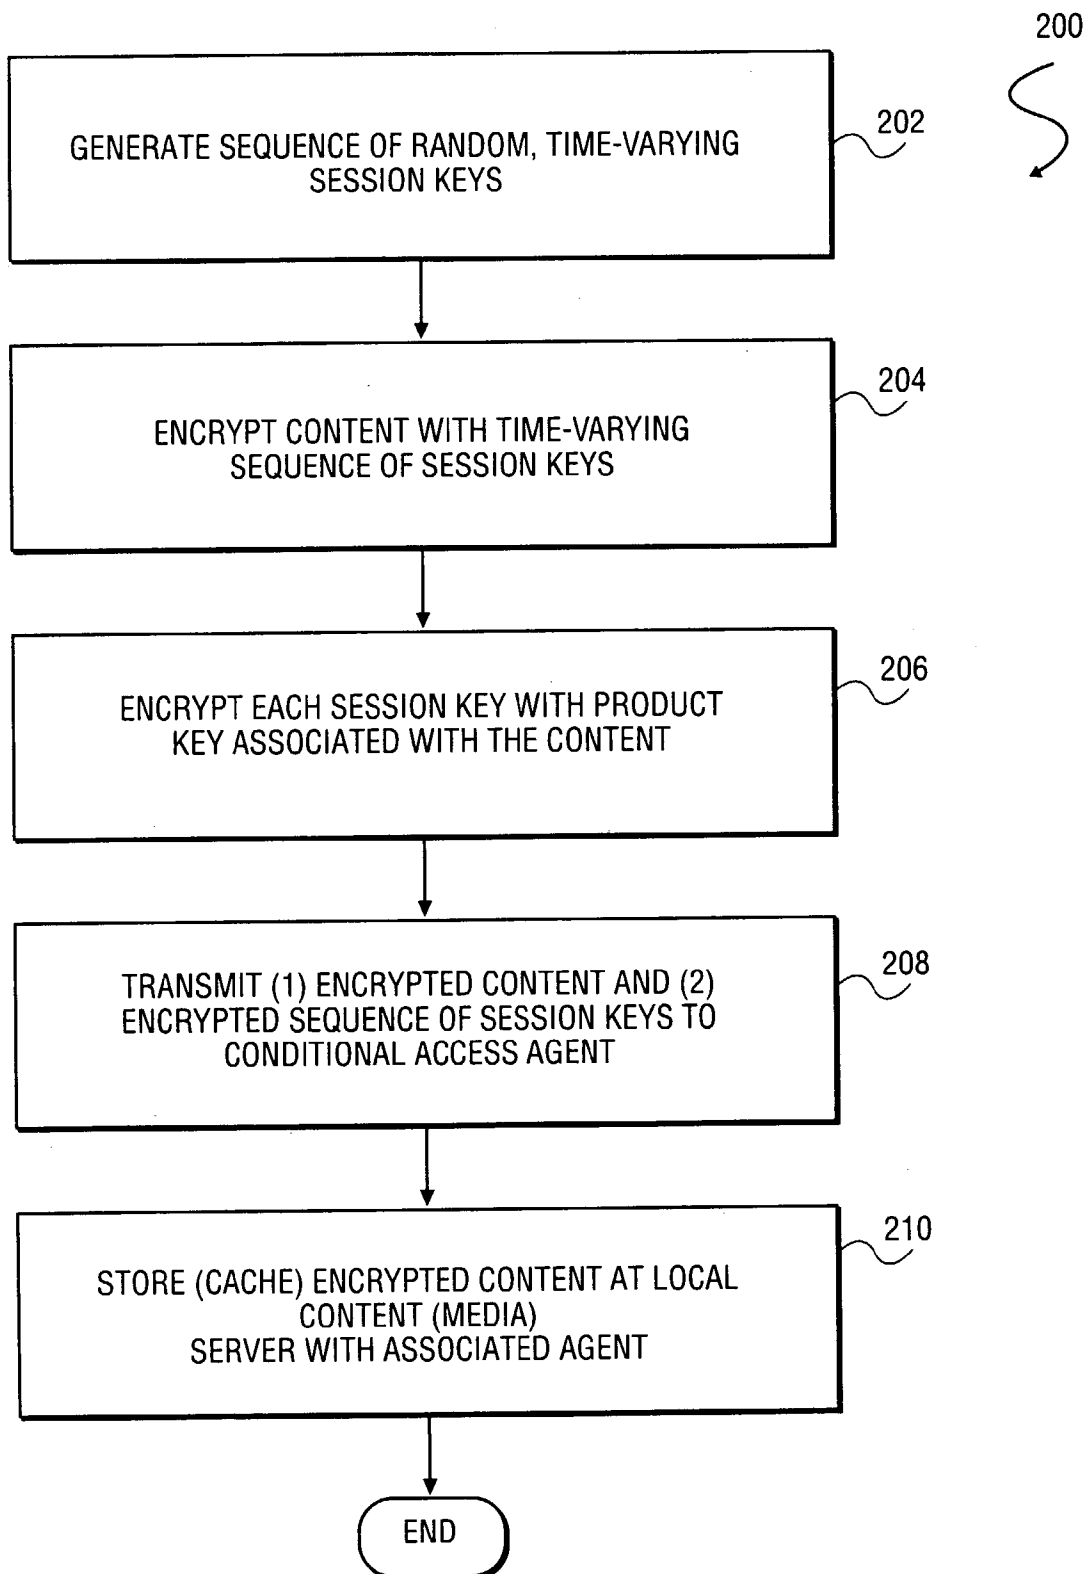 200
GENERATE SEQUENCE OF RANDOM, TIME-VARYING
SESSION KEYS
202
ENCRYPT CONTENT WITH TIME-VARYING
SEQUENCE OF SESSION KEYS
204
ENCRYPT EACH SESSION KEY WITH PRODUCT
KEY ASSOCIATED WITH THE CONTENT
206
TRANSMIT (1) ENCRYPTED CONTENT AND (2)
ENCRYPTED SEQUENCE OF SESSION KEYS TO
CONDITIONAL ACCESS AGENT
208
STORE (CACHE) ENCRYPTED CONTENT AT LOCAL
CONTENT (MEDIA)
SERVER WITH ASSOCIATED AGENT
210
END